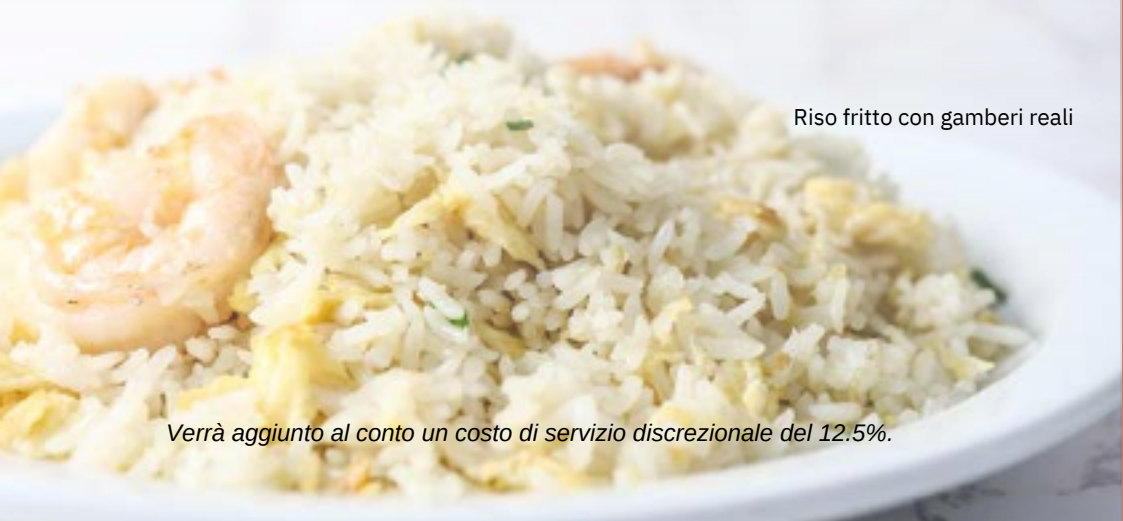 Riso fritto con gamberi reali
Verrà aggiunto al conto un costo di servizio discrezionale del 12.5%.